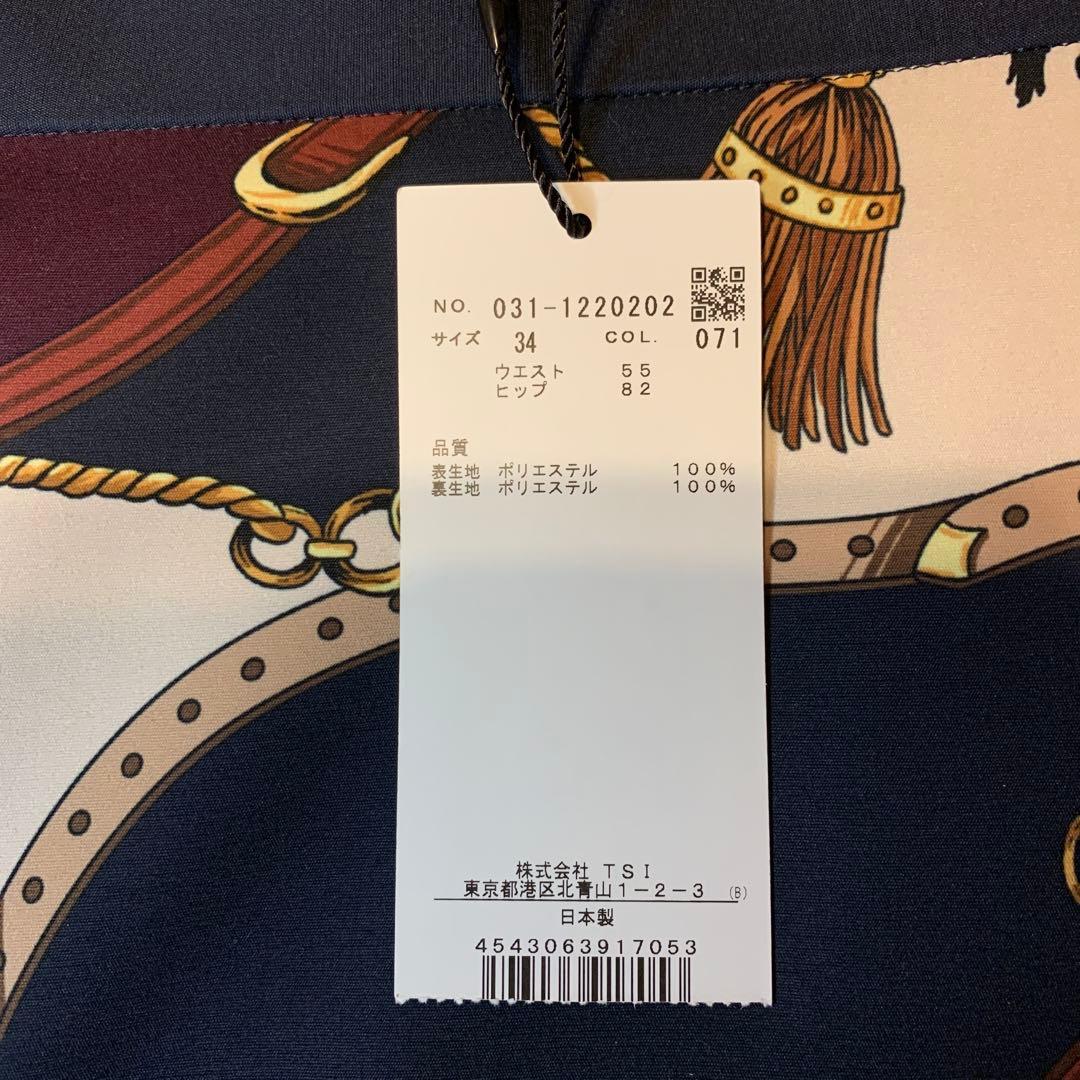 NO. 031-1220202
サイズ 34 COL. 071
ウエスト 55
ヒップ 82
品質
表生地 ポリエステル 100%
裏生地 ポリエステル 100%
株式会社 TSI
東京都港区北青山1-2-3 (B)
日本製
4543063917053